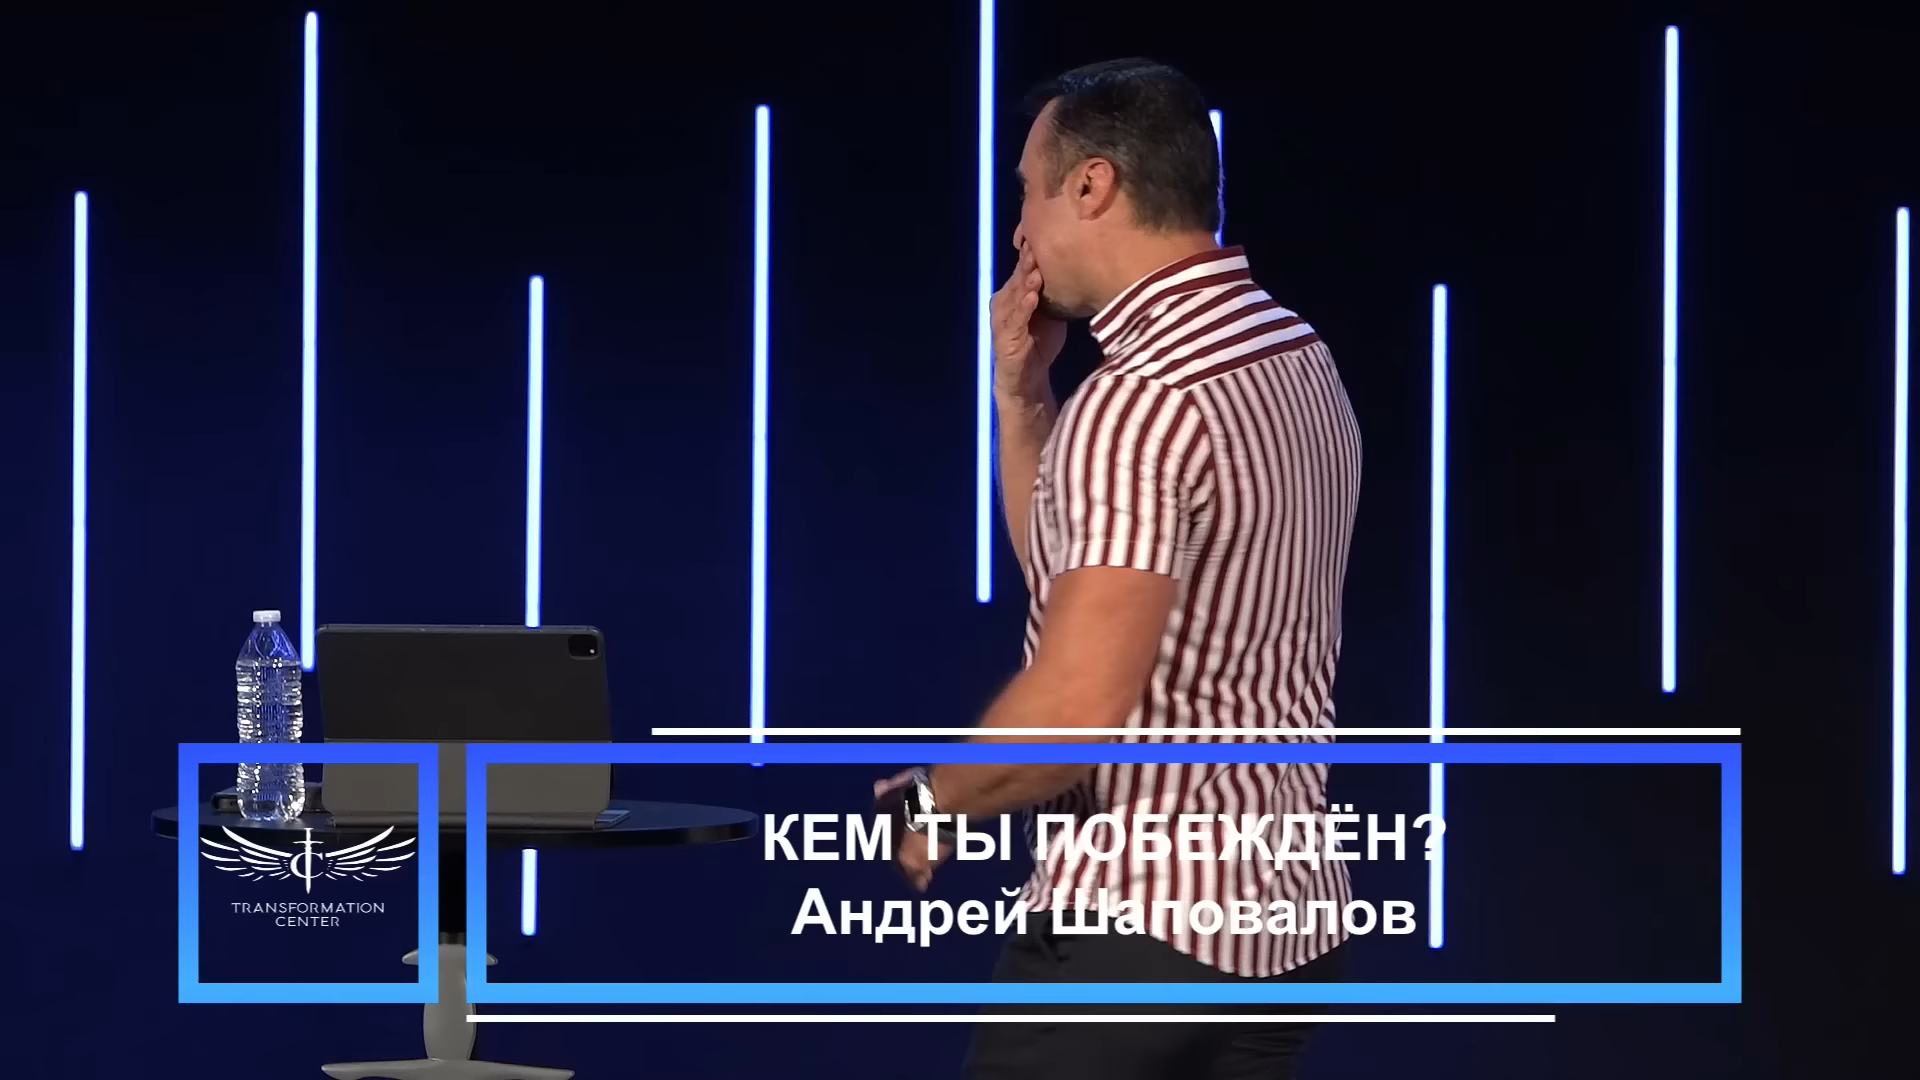 TRANSFORMATION
CENTER
КЕМ ТЫ ПОБЕЖДЁН?
Андрей Шаповалов